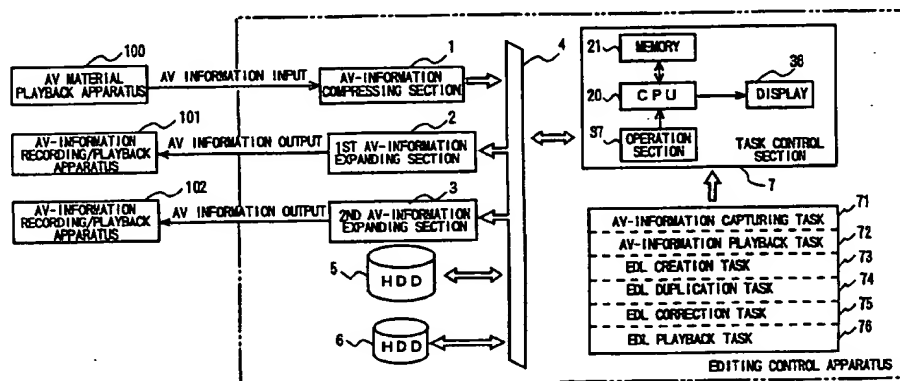 100
AV MATERIAL
PLAYBACK APPARATUS
AV INFORMATION INPUT
1
AV-INFORMATION
COMPRESSING SECTION
4
101
AV-INFORMATION
RECORDING/PLAYBACK
APPARATUS
AV INFORMATION OUTPUT
2
1ST AV-INFORMATION
EXPANDING SECTION
102
AV-INFORMATION
RECORDING/PLAYBACK
APPARATUS
AV INFORMATION OUTPUT
3
2ND AV-INFORMATION
EXPANDING SECTION
5
HDD
6
HDD
21
MEMORY
20
CPU
38
DISPLAY
37
OPERATION
SECTION
TASK CONTROL
SECTION
7
AV-INFORMATION CAPTURING TASK
71
AV-INFORMATION PLAYBACK TASK
72
EDL CREATION TASK
73
EDL DUPLICATION TASK
74
EDL CORRECTION TASK
75
EDL PLAYBACK TASK
76
EDITING CONTROL APPARATUS